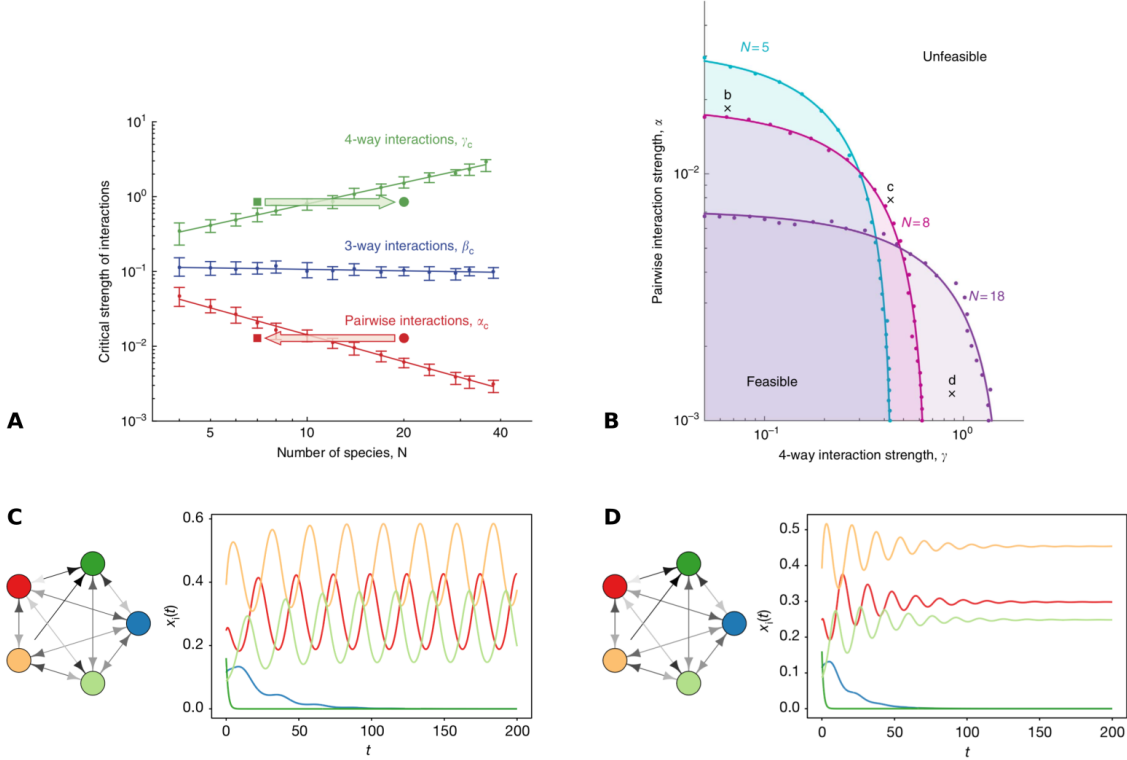 10¹
10⁰
10⁻¹
10⁻²
10⁻³
Critical strength of interactions
4-way interactions, γc
3-way interactions, βc
Pairwise interactions, αc
5 10 20 40
Number of species, N
A
N=5
Unfeasible
b
c
N=8
N=18
d
Feasible
10⁻²
10⁻³
Pairwise interaction strength, α
10⁻¹ 10⁰
4-way interaction strength, γ
B
C
0.6
0.4
0.2
0.0
xᵢ(t)
0 50 100 150 200
t
D
0.5
0.4
0.3
0.2
0.1
0.0
xᵢ(t)
0 50 100 150 200
t